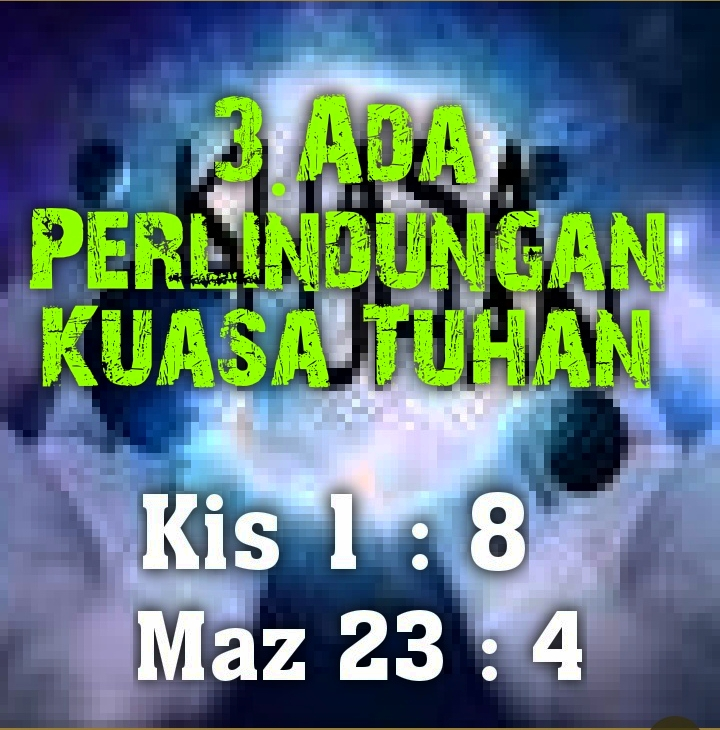 3. Ada
Perlindungan
Kuasa Tuhan
Kis 1 : 8
Maz 23 : 4